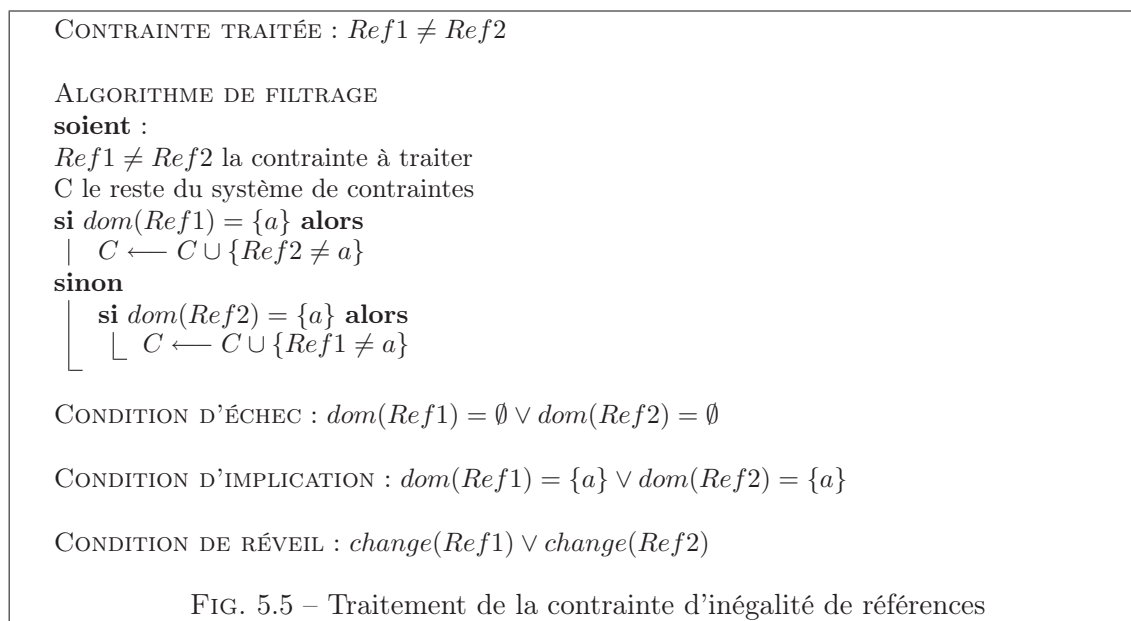 CONTRAINTE TRAITÉE : Ref1 ≠ Ref2
ALGORITHME DE FILTRAGE
soient :
Ref1 ≠ Ref2 la contrainte à traiter
C le reste du système de contraintes
si dom(Ref1) = {a} alors
C ⟵ C ∪ {Ref2 ≠ a}
sinon
si dom(Ref2) = {a} alors
C ⟵ C ∪ {Ref1 ≠ a}
CONDITION D'ÉCHEC : dom(Ref1) = ∅ ∨ dom(Ref2) = ∅
CONDITION D'IMPLICATION : dom(Ref1) = {a} ∨ dom(Ref2) = {a}
CONDITION DE RÉVEIL : change(Ref1) ∨ change(Ref2)
FIG. 5.5 – Traitement de la contrainte d'inégalité de références